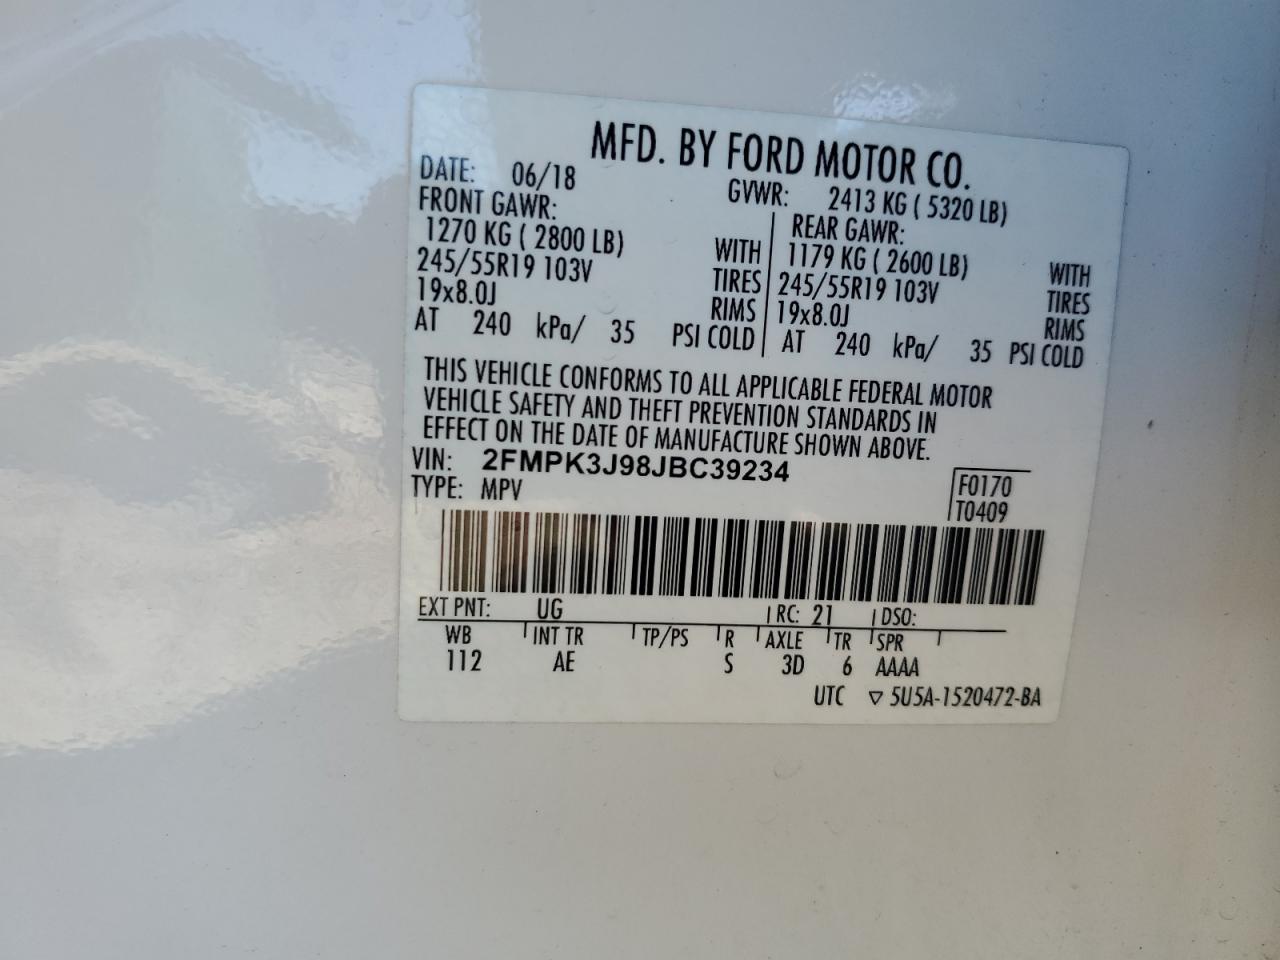 MFD. BY FORD MOTOR CO.
DATE: 06/18 GVWR: 2413 KG ( 5320 LB)
FRONT GAWR: REAR GAWR:
1270 KG ( 2800 LB) WITH 1179 KG ( 2600 LB) WITH
245/55R19 103V TIRES 245/55R19 103V TIRES
19x8.0J RIMS 19x8.0J RIMS
AT 240 kPa/ 35 PSI COLD AT 240 kPa/ 35 PSI COLD
THIS VEHICLE CONFORMS TO ALL APPLICABLE FEDERAL MOTOR
VEHICLE SAFETY AND THEFT PREVENTION STANDARDS IN
EFFECT ON THE DATE OF MANUFACTURE SHOWN ABOVE.
VIN: 2FMPK3J98JBC39234
TYPE: MPV
F0170
T0409
EXT PNT: UG RC: 21 DSO:
WB INT TR TP/PS R AXLE TR SPR
112 AE S 3D 6 AAAA
UTC ▽ 5U5A-1520472-BA